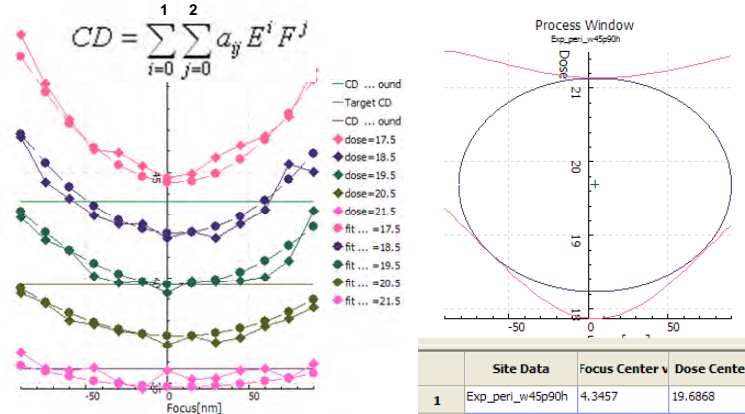 1 2
CD = ∑ ∑ a_ij E^i F^j
i=0 j=0
CD ... ound
Target CD
CD ... ound
dose=17.5
dose=18.5
dose=19.5
dose=20.5
dose=21.5
fit ... =17.5
fit ... =18.5
fit ... =19.5
fit ... =20.5
fit ... =21.5
45
-50 0 50
Focus[nm]
Process Window
Exp_peri_w45p90h
Dose
21
20
19
18
-50 0 50
Site Data Focus Center v Dose Cente
1 Exp_peri_w45p90h 4.3457 19.6868